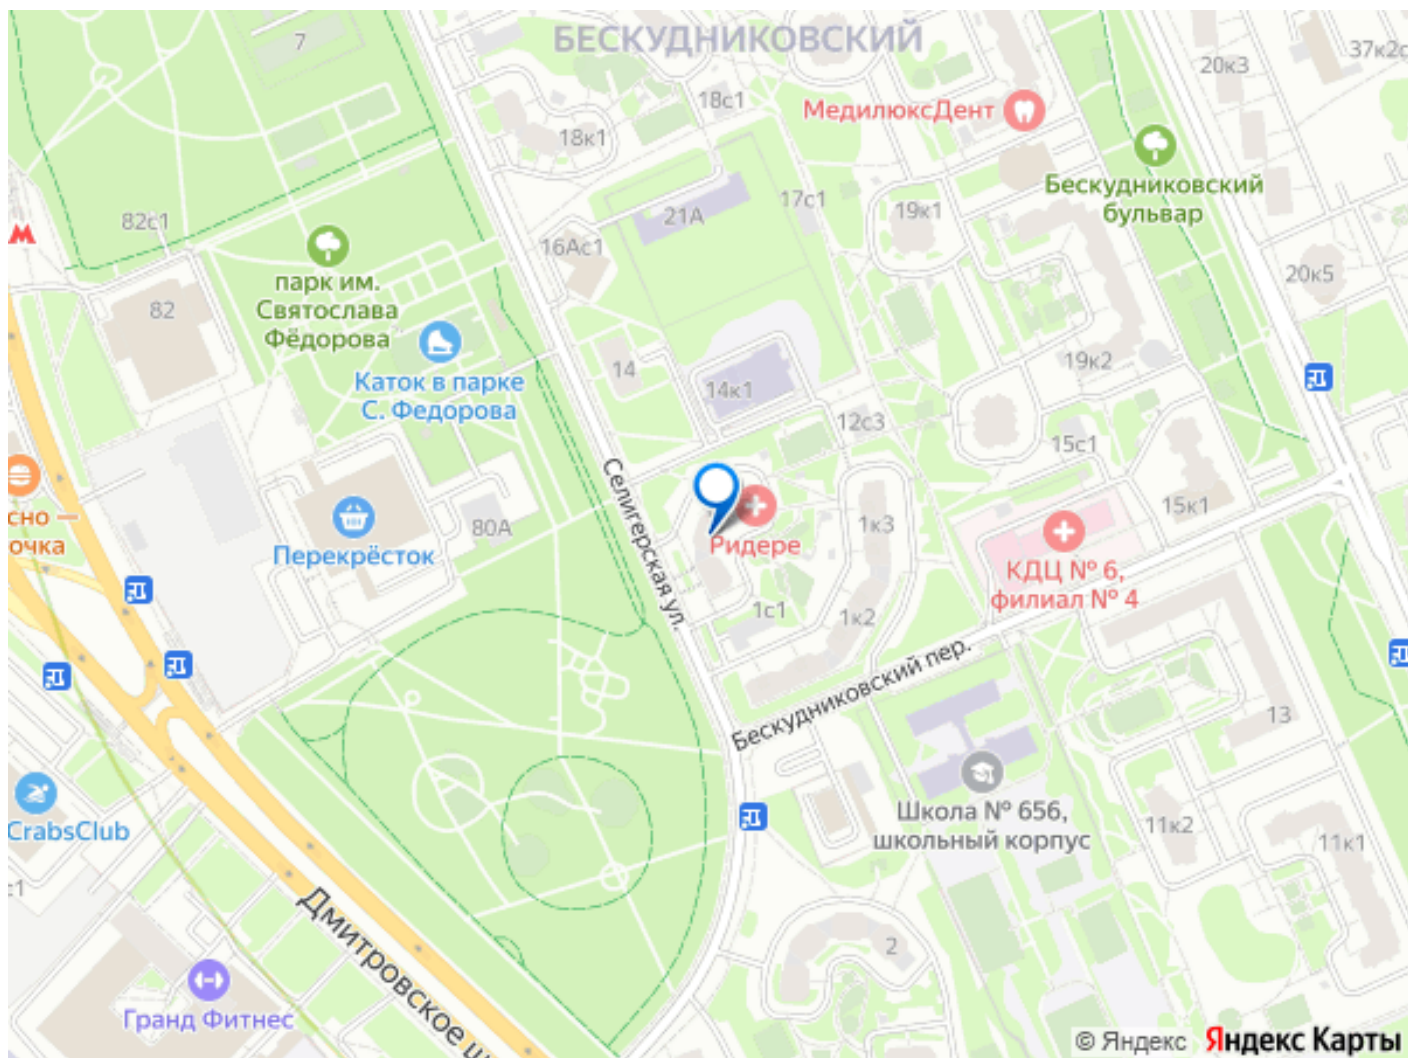 БЕСКУДНИКОВСКИЙ
7
37к2с
20к3
18с1
МедилюксДент
18к1
Бескудниковский
бульвар
17с1
19к1
21А
82с1
М
16Ас1
парк им.
Святослава
Фёдорова
20к5
82
Каток в парке
С. Федорова
14
19к2
14к1
12с3
15с1
Селигерская ул.
15к1
сно —
очка
Перекрёсток
80А
1к3
Ридере
КДЦ № 6,
филиал № 4
1с1
1к2
Бескудниковский пер.
13
CrabsClub
Школа № 656,
школьный корпус
11к2
11к1
с1
Дмитровское ш
2
Гранд Фитнес
© Яндекс Яндекс Карты